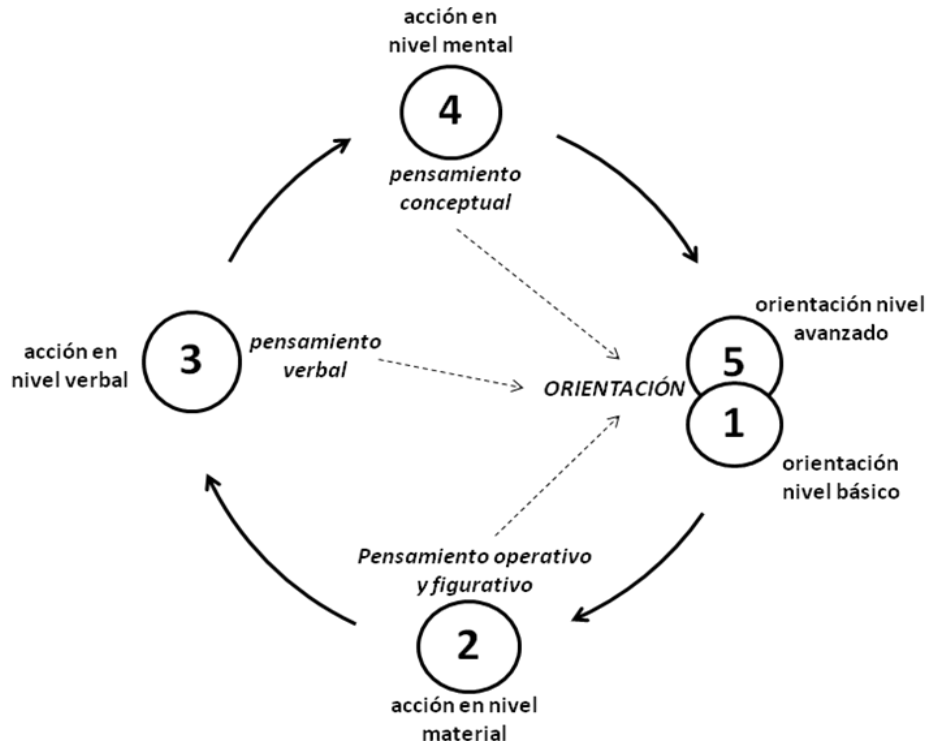 acción en
nivel mental
4
pensamiento
conceptual
orientación nivel
avanzado
5
ORIENTACIÓN
1
orientación
nivel básico
acción en
nivel verbal
3
pensamiento
verbal
Pensamiento operativo
y figurativo
2
acción en nivel
material